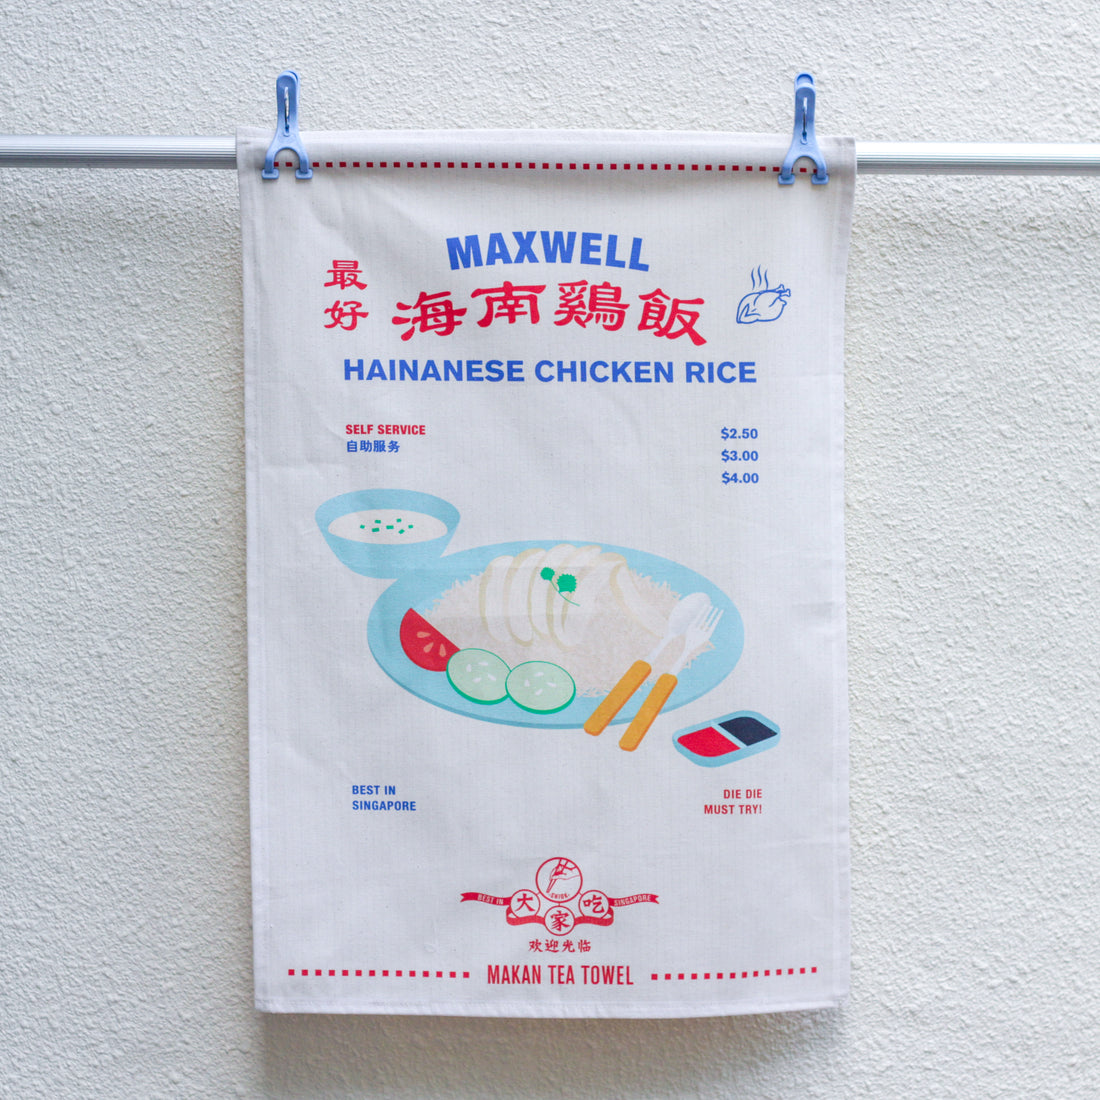 MAXWELL
最好
海南鷄飯
HAINANESE CHICKEN RICE
SELF SERVICE
自助服务
$2.50
$3.00
$4.00
BEST IN
SINGAPORE
DIE DIE
MUST TRY!
BEST IN
SINGAPORE
大家吃
欢迎光临
MAKAN TEA TOWEL